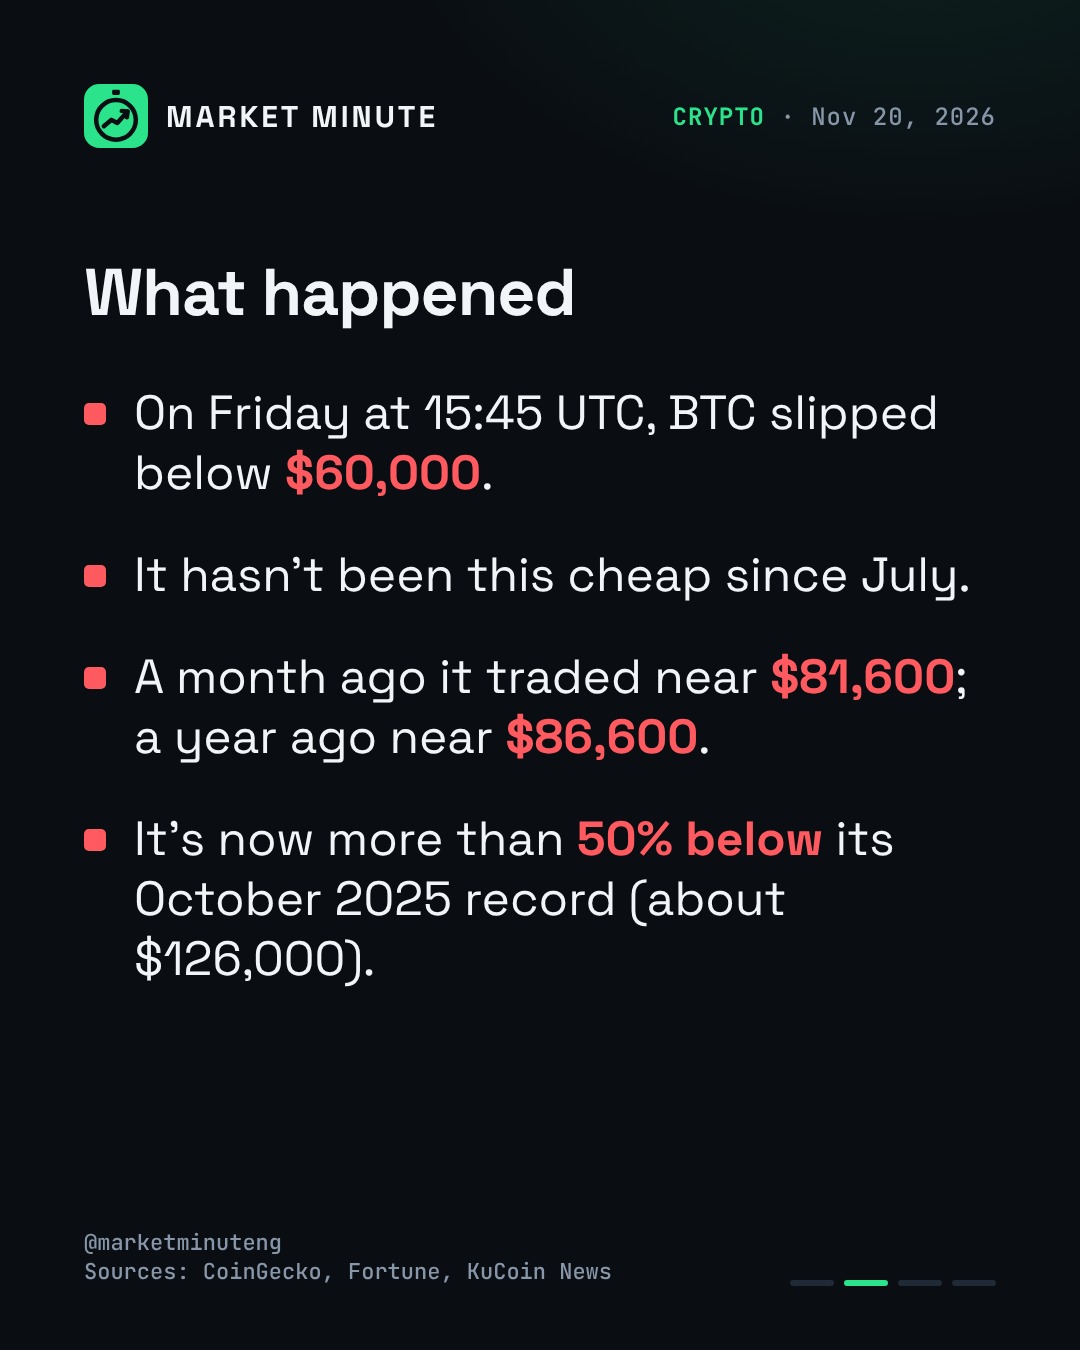 MARKET MINUTE
CRYPTO · Nov 20, 2026
What happened
On Friday at 15:45 UTC, BTC slipped
below $60,000.
It hasn’t been this cheap since July.
A month ago it traded near $81,600;
a year ago near $86,600.
It’s now more than 50% below its
October 2025 record (about
$126,000).
@marketminuteng
Sources: CoinGecko, Fortune, KuCoin News